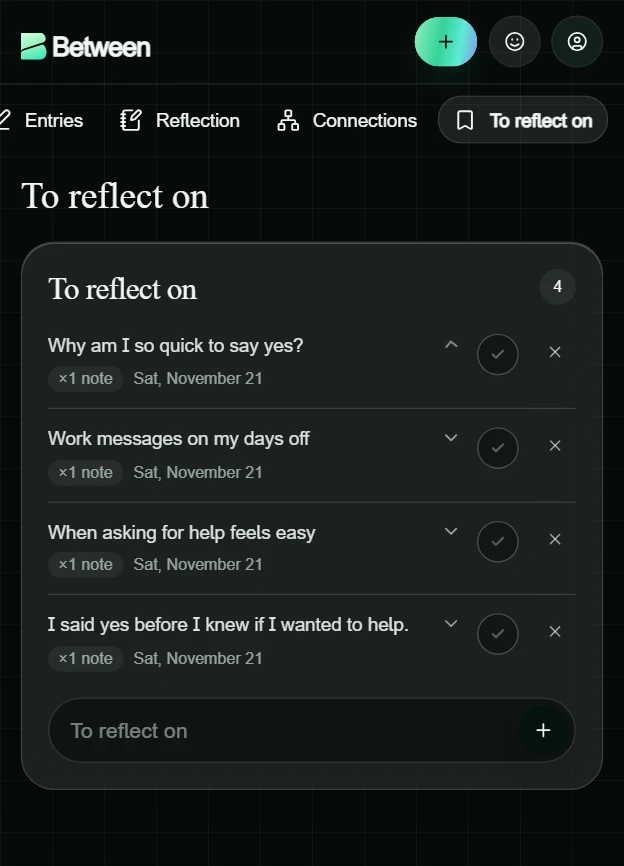 Between
Entries Reflection Connections To reflect on
To reflect on
To reflect on 4
Why am I so quick to say yes?
×1 note Sat, November 21
Work messages on my days off
×1 note Sat, November 21
When asking for help feels easy
×1 note Sat, November 21
I said yes before I knew if I wanted to help.
×1 note Sat, November 21
To reflect on